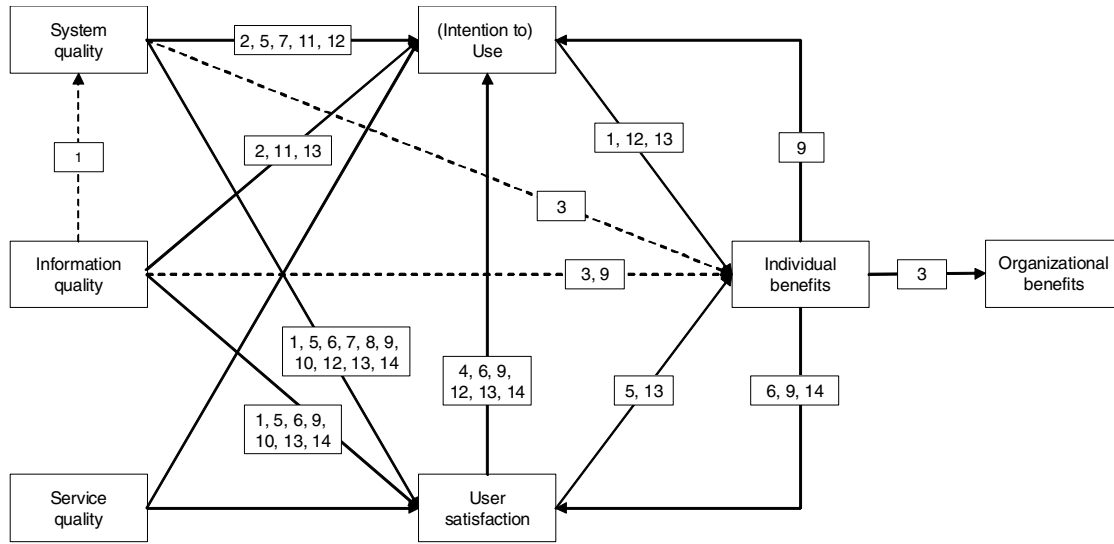 System
quality
2, 5, 7, 11, 12
(Intention to)
Use
1
2, 11, 13
1, 12, 13
9
3
Information
quality
3, 9
Individual
benefits
3
Organizational
benefits
1, 5, 6, 7, 8, 9,
10, 12, 13, 14
4, 6, 9,
12, 13, 14
5, 13
6, 9, 14
1, 5, 6, 9,
10, 13, 14
Service
quality
User
satisfaction